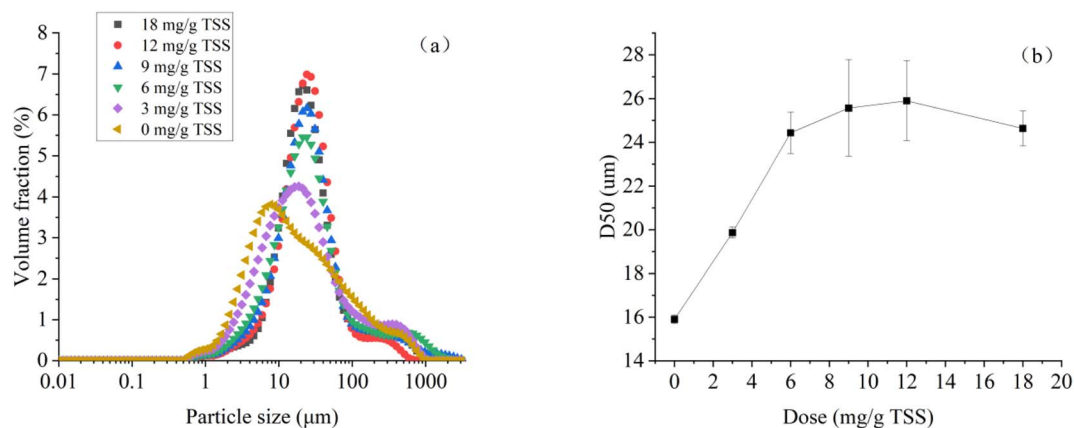 (a)
18 mg/g TSS
12 mg/g TSS
9 mg/g TSS
6 mg/g TSS
3 mg/g TSS
0 mg/g TSS
8
7
6
5
4
3
2
1
0
Volume fraction (%)
0.01 0.1 1 10 100 1000
Particle size (μm)
(b)
28
26
24
22
20
18
16
14
D50 (um)
0 2 4 6 8 10 12 14 16 18 20
Dose (mg/g TSS)